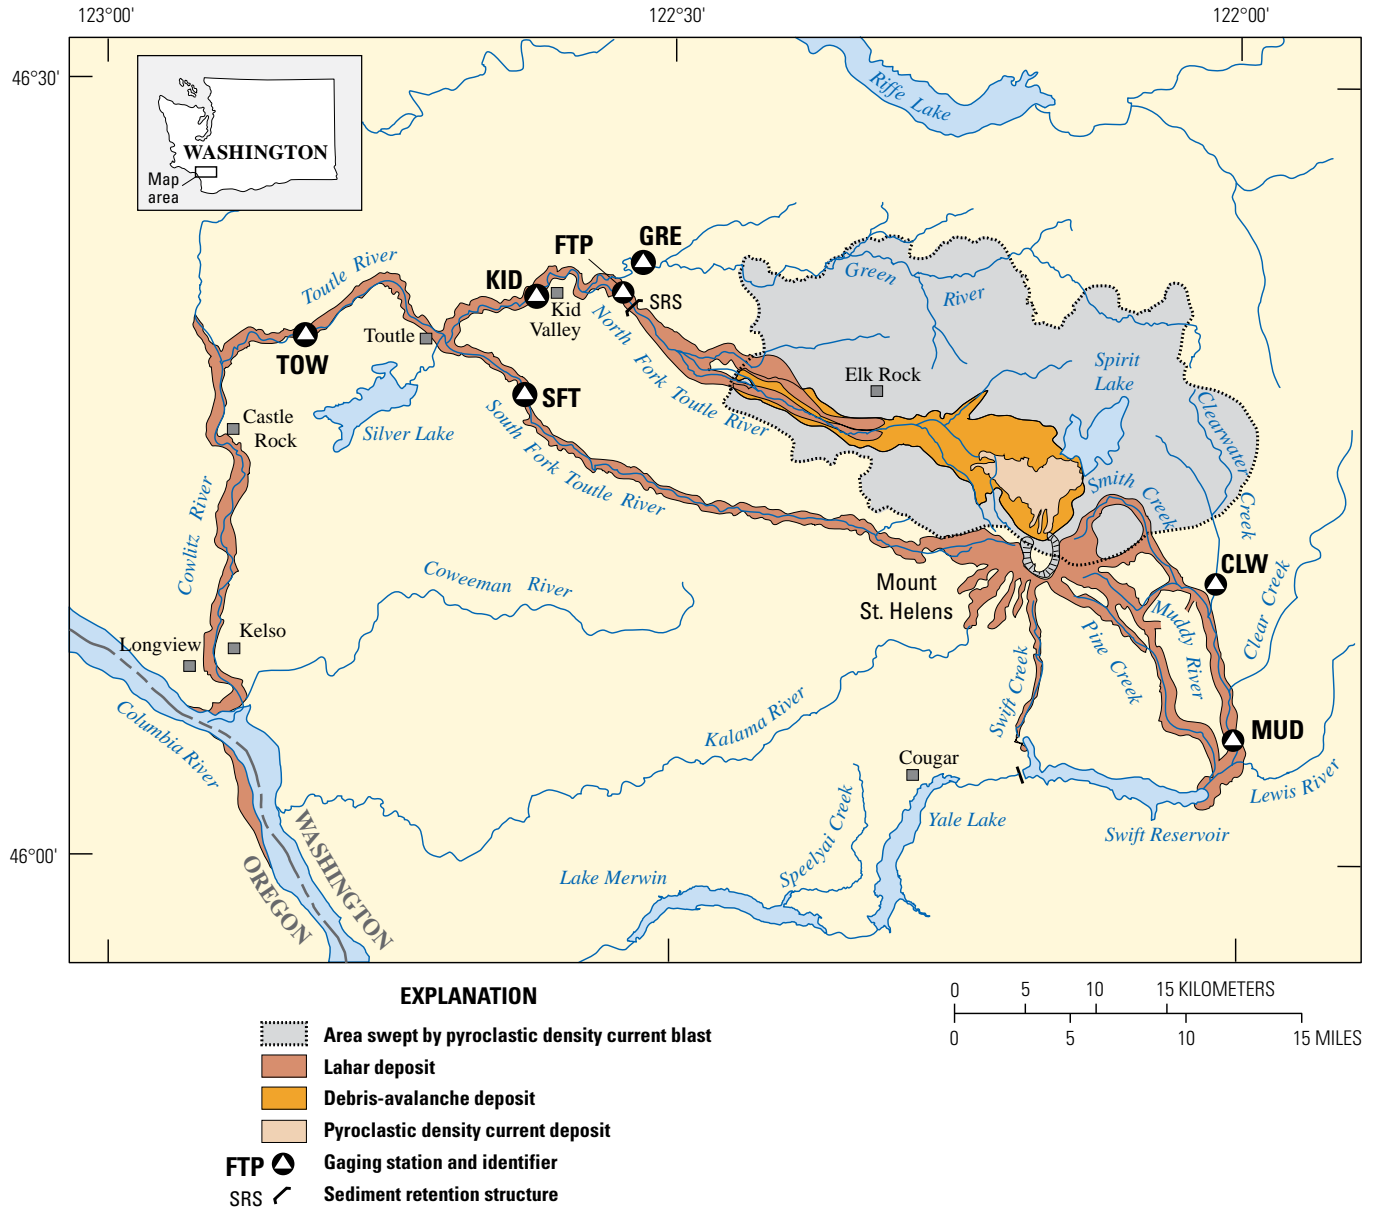 123°00'
122°30'
122°00'
46°30'
46°00'
WASHINGTON
Map
area
Riffe Lake
Toutle River
FTP
GRE
KID
SRS
Kid
Valley
Green
River
TOW
Toutle
North Fork Toutle River
Elk Rock
Spirit
Lake
SFT
Castle
Rock
Silver Lake
South Fork Toutle River
Clearwater Creek
Smith Creek
Cowlitz River
Coweeman River
Mount
St. Helens
CLW
Clear Creek
Muddy River
Pine Creek
Longview
Kelso
Swift Creek
Columbia River
Kalama River
MUD
Cougar
Lewis River
Yale Lake
Swift Reservoir
Speelyai Creek
Lake Merwin
WASHINGTON
OREGON
EXPLANATION
Area swept by pyroclastic density current blast
Lahar deposit
Debris-avalanche deposit
Pyroclastic density current deposit
FTP Gaging station and identifier
SRS Sediment retention structure
0 5 10 15 KILOMETERS
0 5 10 15 MILES